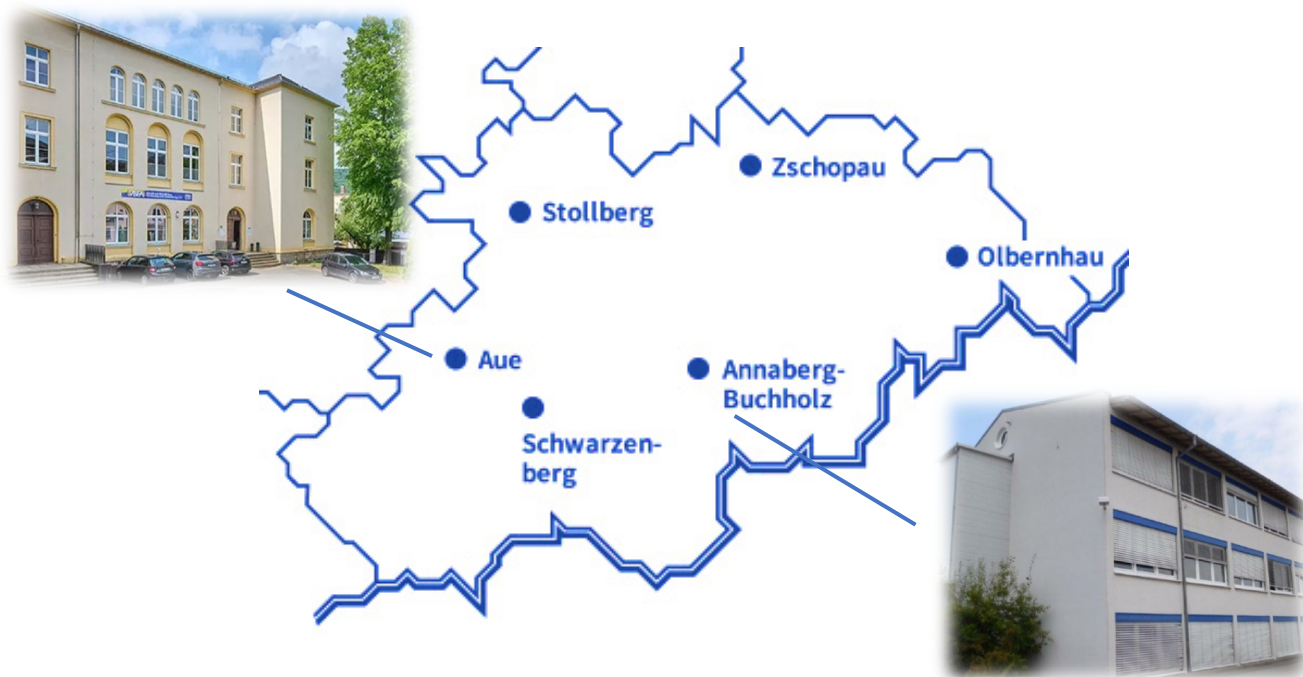 Zschopau
Stollberg
Olbernhau
Aue
Annaberg-
Buchholz
Schwarzen-
berg